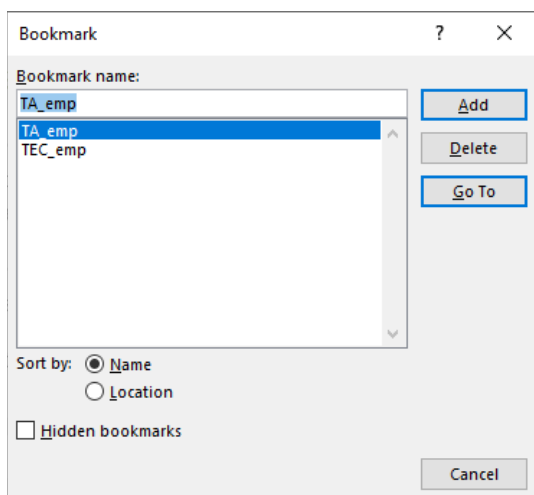 Bookmark ? X
Bookmark name:
TA_emp Add
TA_emp
TEC_emp Delete
Go To
Sort by: Name
Location
Hidden bookmarks
Cancel